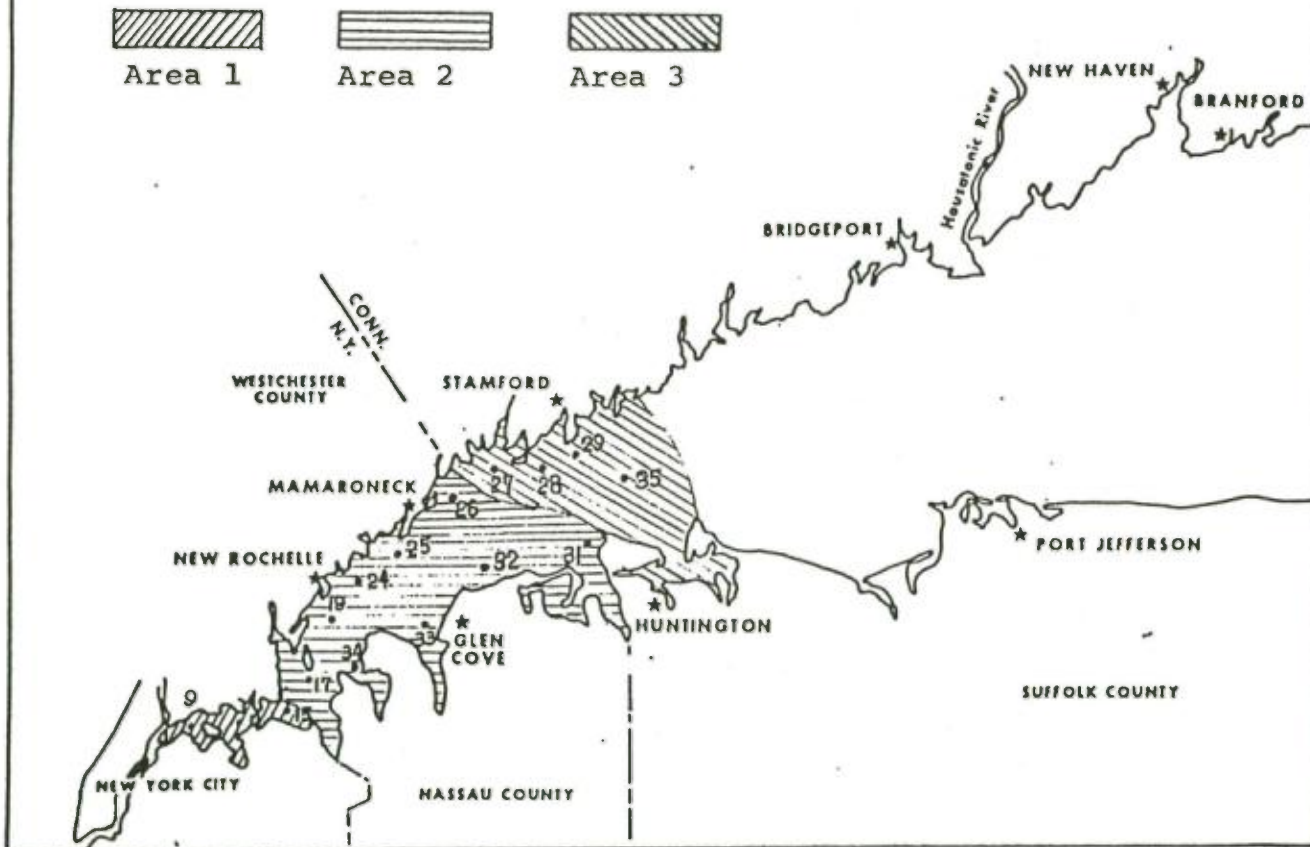 Area 1
Area 2
Area 3
NEW HAVEN
BRANFORD
Housatonic River
BRIDGEPORT
CONN.
N.Y.
WESTCHESTER
COUNTY
STAMFORD
29
35
27
28
MAMARONECK
26
NEW ROCHELLE
25
31
32
24
PORT JEFFERSON
19
33
GLEN
COVE
HUNTINGTON
34
17
SUFFOLK COUNTY
9
15
NEW YORK CITY
NASSAU COUNTY